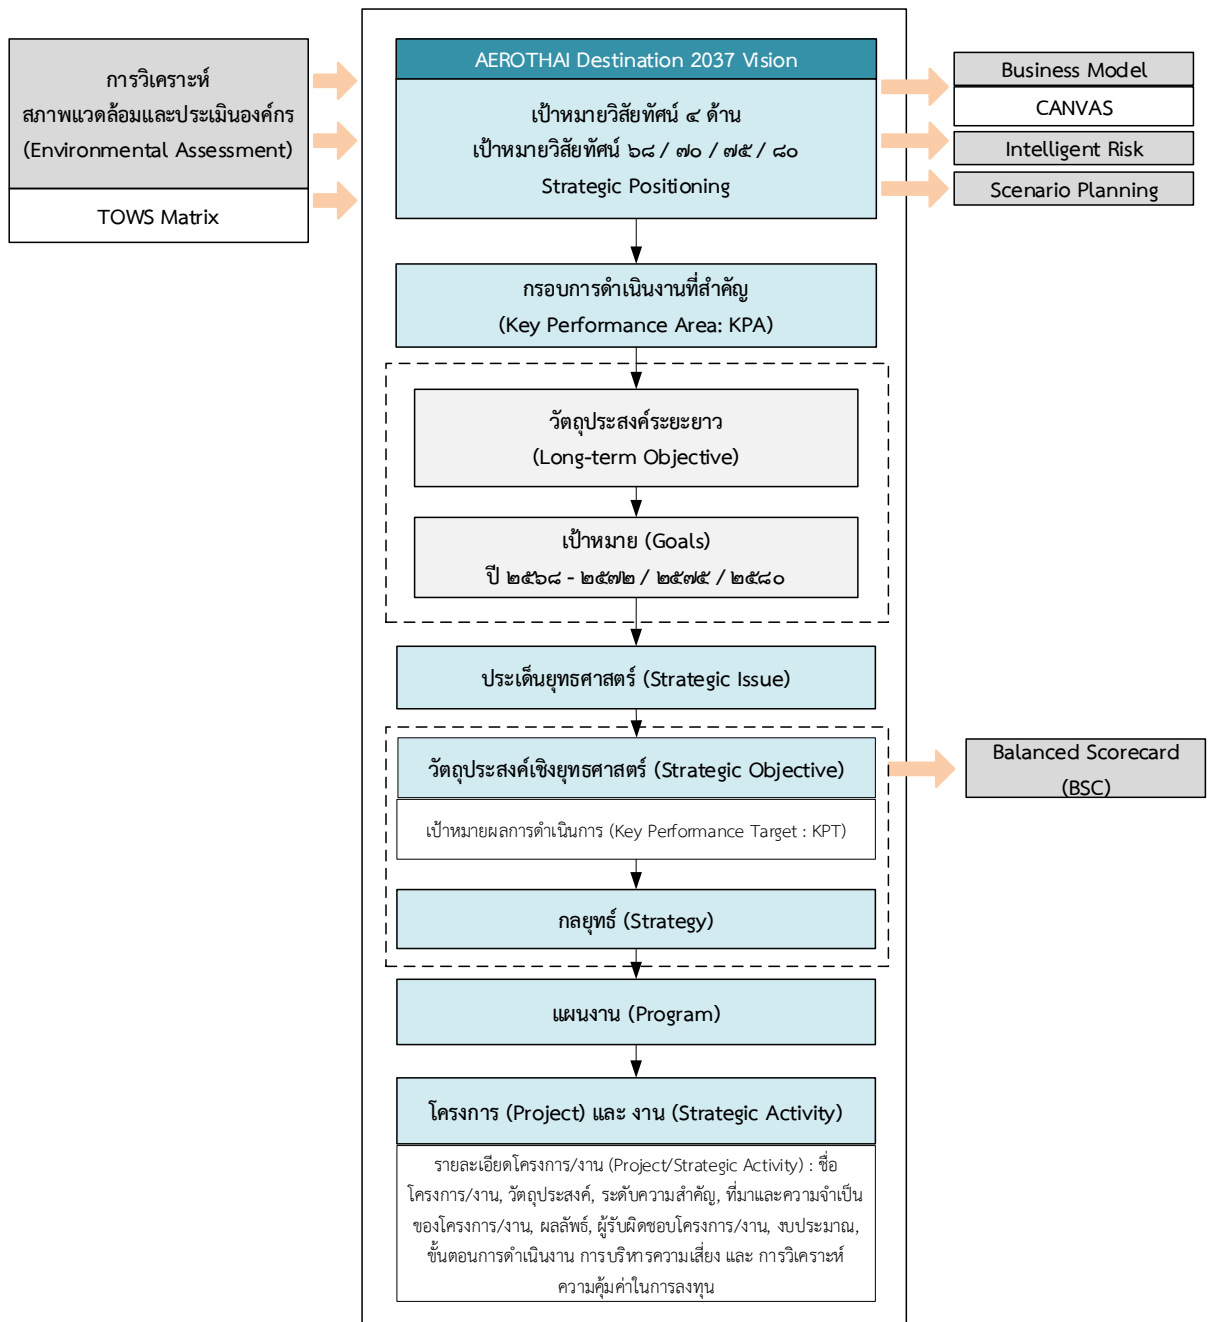 การวิเคราะห์
สภาพแวดล้อมและประเมินองค์กร
(Environmental Assessment)
TOWS Matrix
AEROTHAI Destination 2037 Vision
เป้าหมายวิสัยทัศน์ ๔ ด้าน
เป้าหมายวิสัยทัศน์ ๖๘ / ๗๐ / ๗๕ / ๘๐
Strategic Positioning
Business Model
CANVAS
Intelligent Risk
Scenario Planning
กรอบการดำเนินงานที่สำคัญ
(Key Performance Area: KPA)
วัตถุประสงค์ระยะยาว
(Long-term Objective)
เป้าหมาย (Goals)
ปี ๒๕๖๘ - ๒๕๗๒ / ๒๕๗๕ / ๒๕๘๐
ประเด็นยุทธศาสตร์ (Strategic Issue)
วัตถุประสงค์เชิงยุทธศาสตร์ (Strategic Objective)
เป้าหมายผลการดำเนินการ (Key Performance Target : KPT)
Balanced Scorecard
(BSC)
กลยุทธ์ (Strategy)
แผนงาน (Program)
โครงการ (Project) และ งาน (Strategic Activity)
รายละเอียดโครงการ/งาน (Project/Strategic Activity) : ชื่อ
โครงการ/งาน, วัตถุประสงค์, ระดับความสำคัญ, ที่มาและความจำเป็น
ของโครงการ/งาน, ผลลัพธ์, ผู้รับผิดชอบโครงการ/งาน, งบประมาณ,
ขั้นตอนการดำเนินงาน การบริหารความเสี่ยง และ การวิเคราะห์
ความคุ้มค่าในการลงทุน